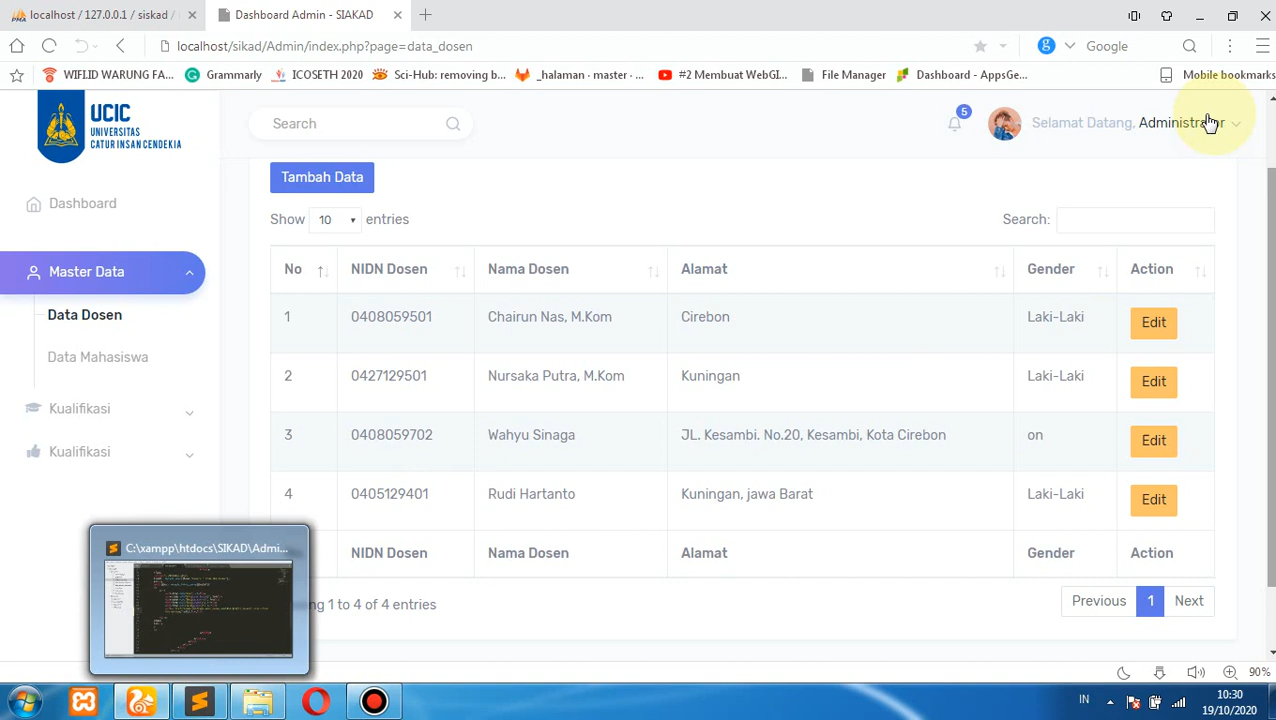 localhost / 127.0.0.1 / siskad /
Dashboard Admin - SIAKAD
localhost/sikad/Admin/index.php?page=data_dosen
Google
WIFI.ID WARUNG FA...
Grammarly
ICOSETH 2020
Sci-Hub: removing b...
_halaman · master · ...
#2 Membuat WebGI...
File Manager
Dashboard - AppsGe...
Mobile bookmarks
UCIC
UNIVERSITAS
CATUR INSAN CENDEKIA
Search
5
Selamat Datang, Administrator
Dashboard
Master Data
Data Dosen
Data Mahasiswa
Kualifikasi
Kualifikasi
Tambah Data
Show 10 entries
Search:
No NIDN Dosen Nama Dosen Alamat Gender Action
1 0408059501 Chairun Nas, M.Kom Cirebon Laki-Laki Edit
2 0427129501 Nursaka Putra, M.Kom Kuningan Laki-Laki Edit
3 0408059702 Wahyu Sinaga JL. Kesambi. No.20, Kesambi, Kota Cirebon on Edit
4 0405129401 Rudi Hartanto Kuningan, jawa Barat Laki-Laki Edit
NIDN Dosen Nama Dosen Alamat Gender Action
1 to 4 of 4 entries
1 Next
C:\xampp\htdocs\SIKAD\Admi...
90%
IN
10:30
19/10/2020